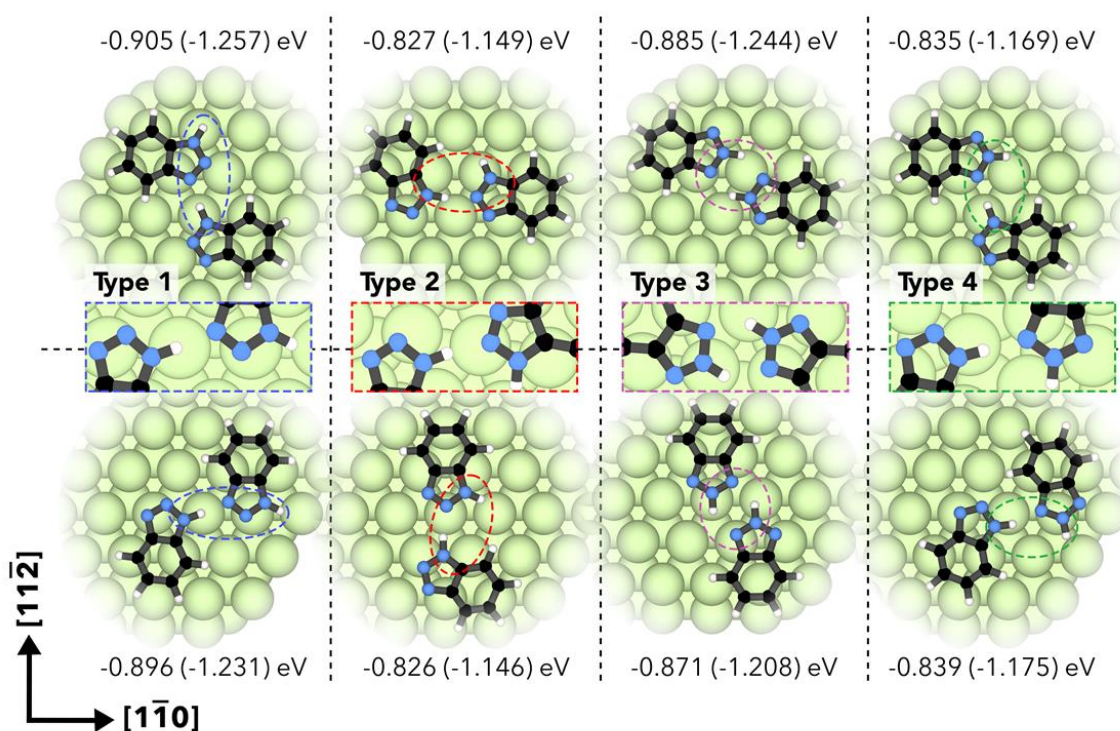 -0.905 (-1.257) eV
-0.827 (-1.149) eV
-0.885 (-1.244) eV
-0.835 (-1.169) eV
Type 1
Type 2
Type 3
Type 4
-0.896 (-1.231) eV
-0.826 (-1.146) eV
-0.871 (-1.208) eV
-0.839 (-1.175) eV
[112̅]
[11̅0]